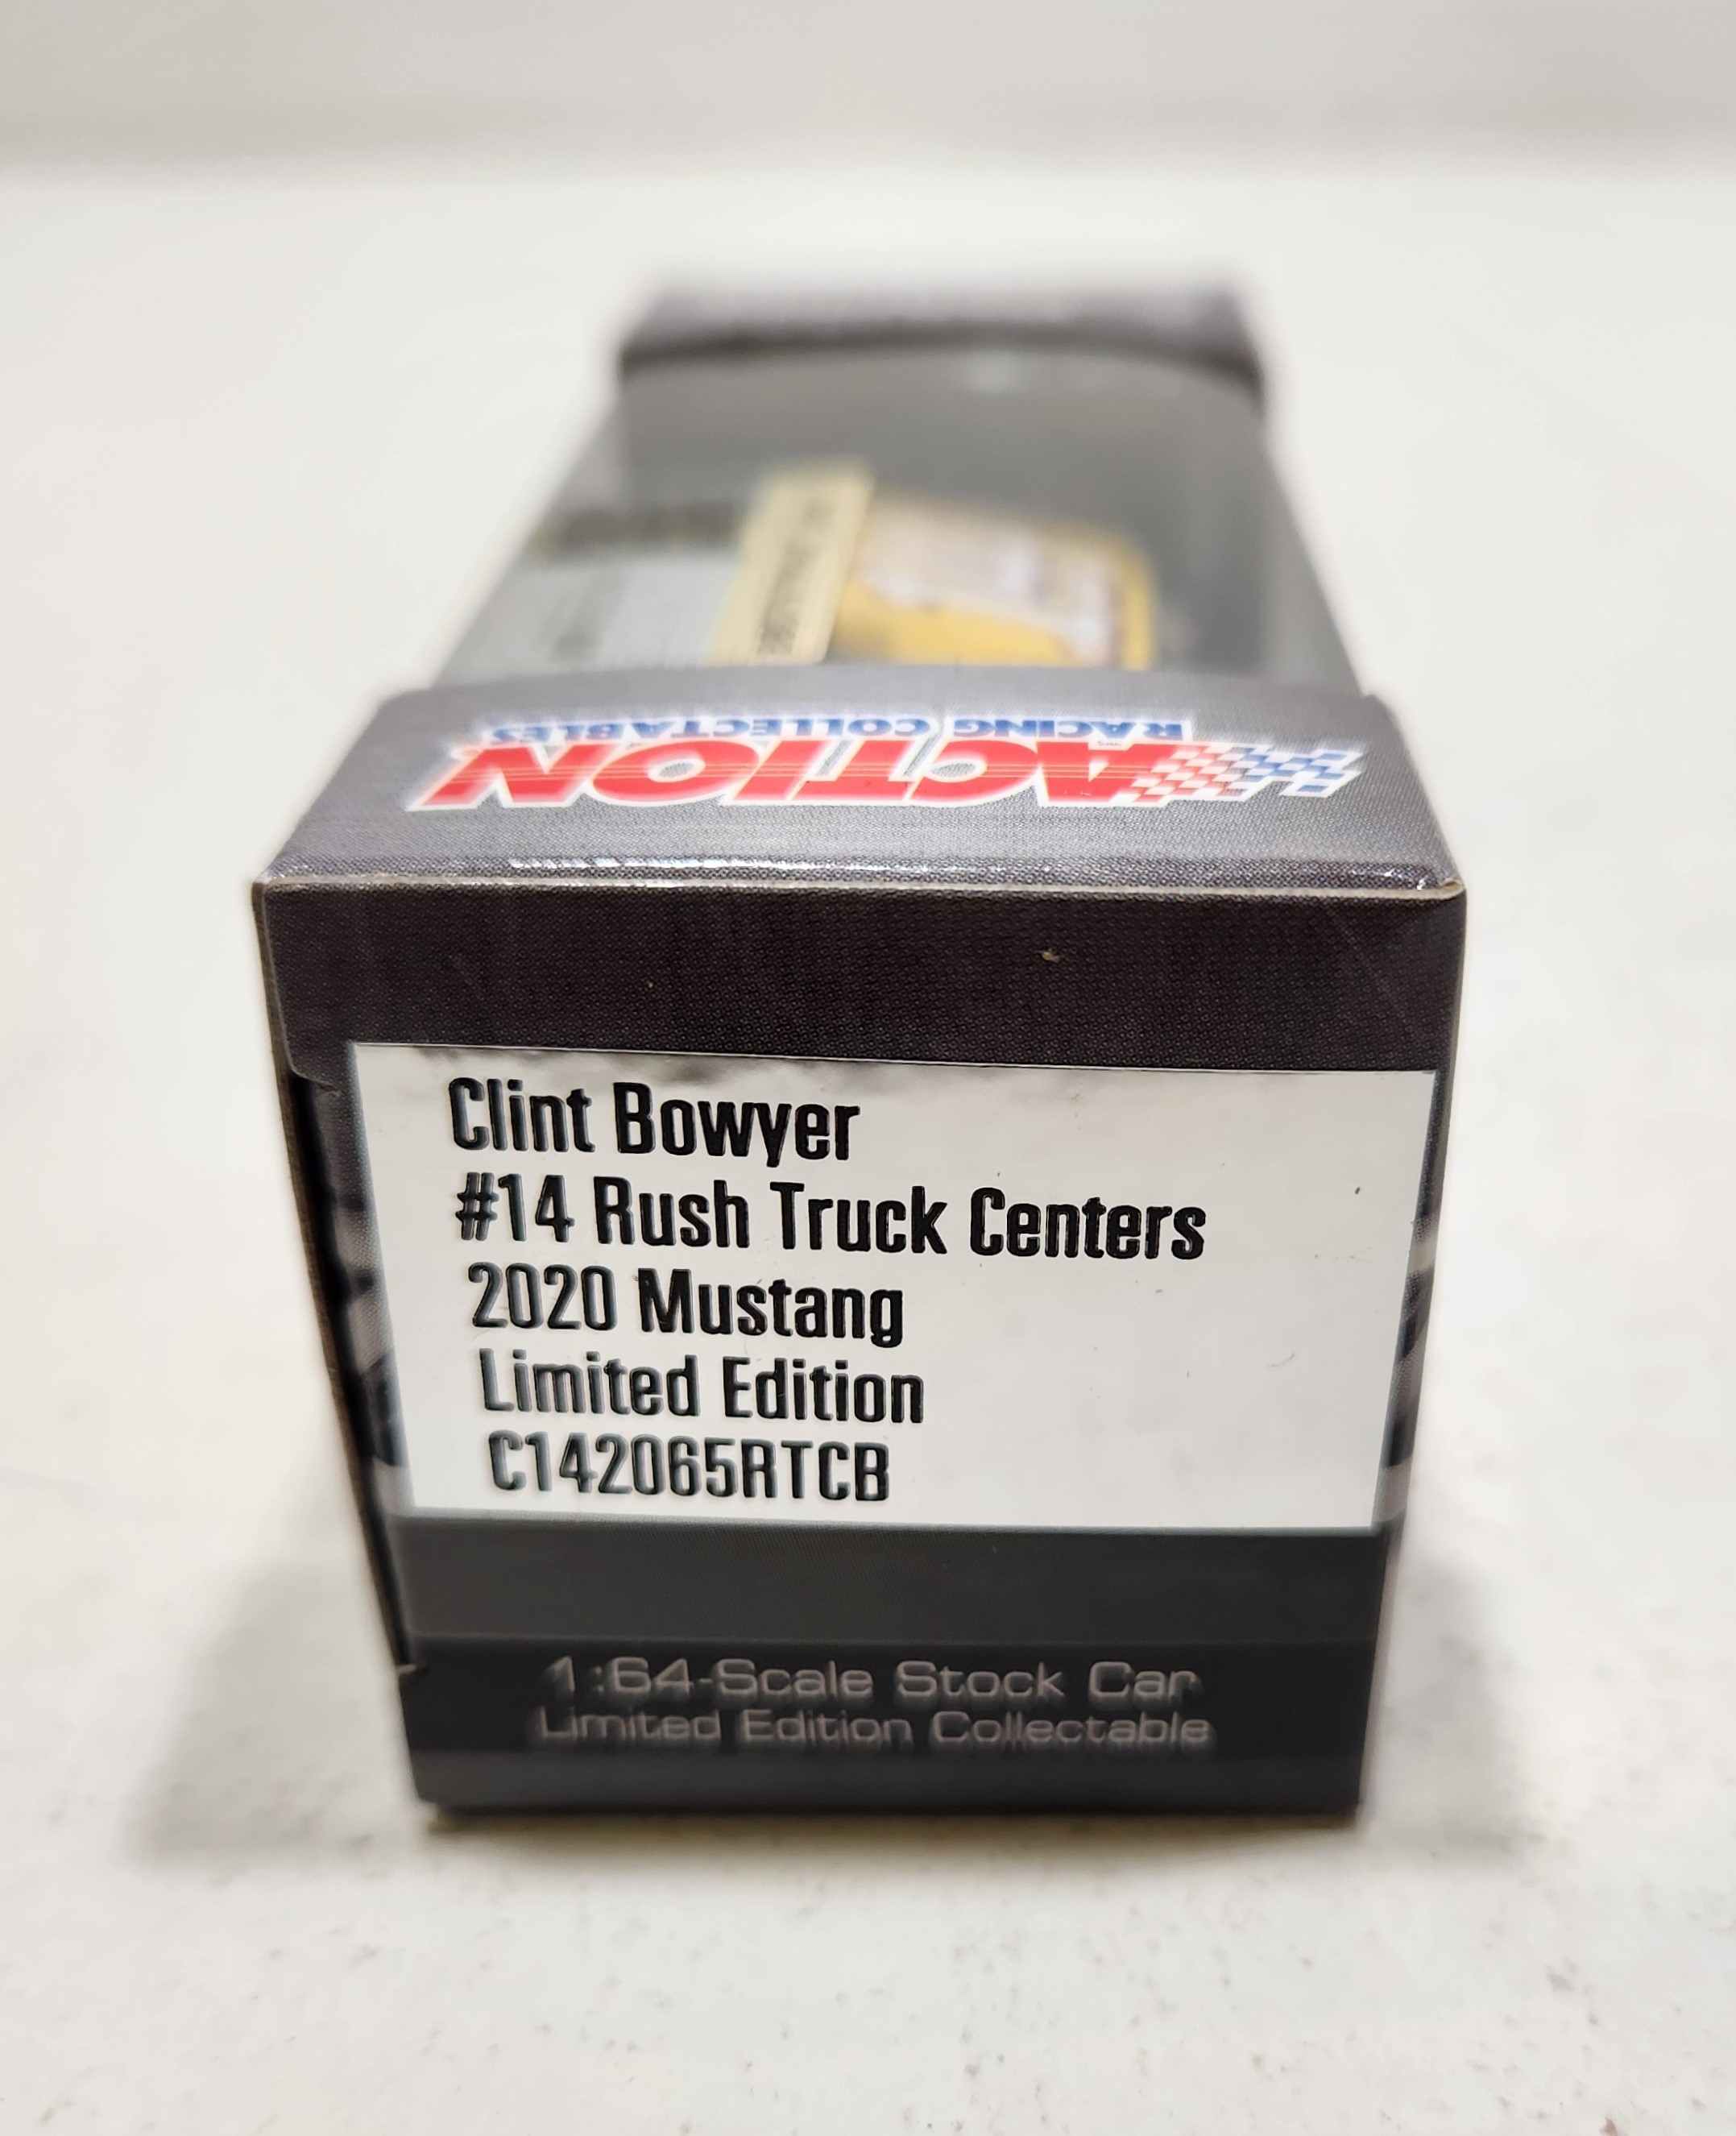 RACING COLLECTABLES
ACTION
Clint Bowyer
#14 Rush Truck Centers
2020 Mustang
Limited Edition
C142065RTCB
1:64-Scale Stock Car
Limited Edition Collectable